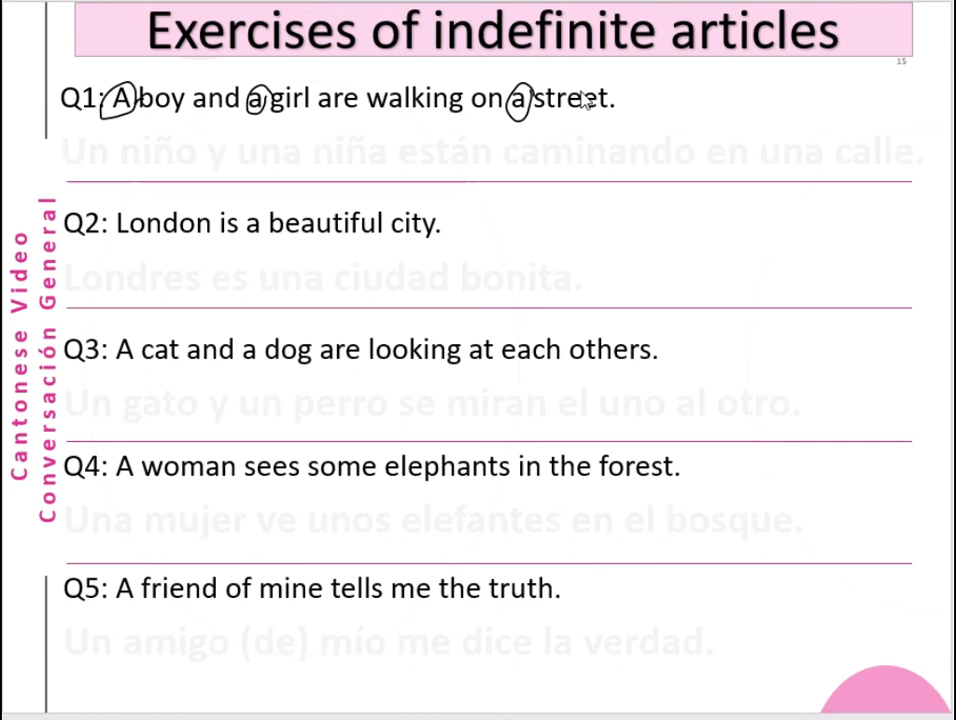 Exercises of indefinite articles
15
Q1: A boy and a girl are walking on a street.
Un niño y una niña están caminando en una calle.
Q2: London is a beautiful city.
Londres es una ciudad bonita.
Q3: A cat and a dog are looking at each others.
Un gato y un perro se miran el uno al otro.
Q4: A woman sees some elephants in the forest.
Una mujer ve unos elefantes en el bosque.
Q5: A friend of mine tells me the truth.
Un amigo (de) mío me dice la verdad.
Cantonese Video
Conversación General